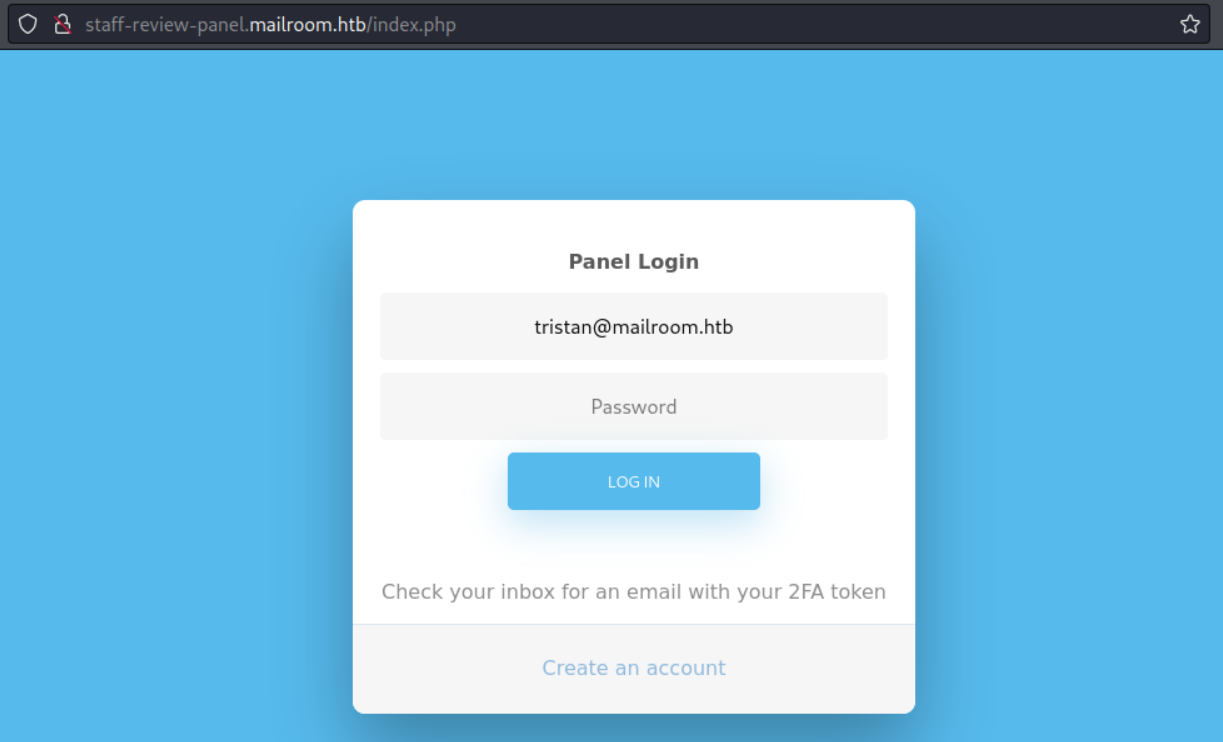 staff-review-panel.mailroom.htb/index.php
Panel Login
tristan@mailroom.htb
Password
LOG IN
Check your inbox for an email with your 2FA token
Create an account